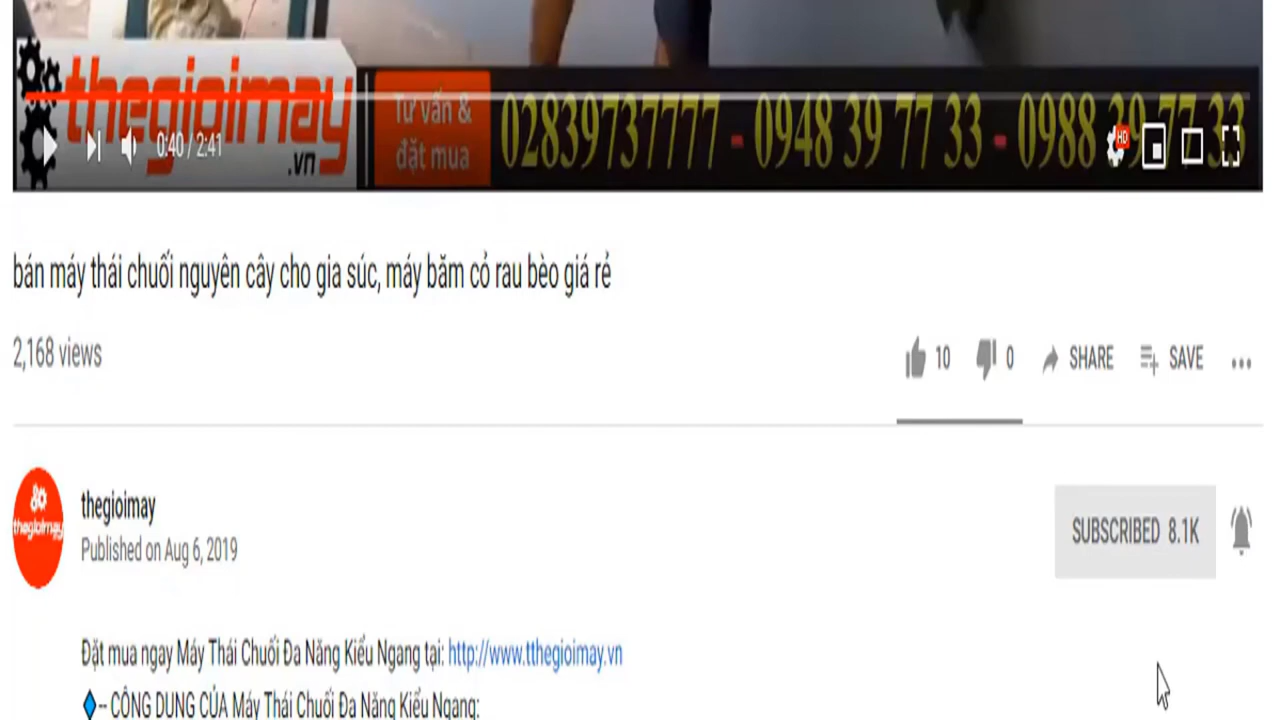 thegioimay
.vn
Tư vấn &
đặt mua
02839737777 - 0948 39 77 33 - 0988 39 77 33
0:40 / 2:41
HD
bán máy thái chuối nguyên cây cho gia súc, máy băm cỏ rau bèo giá rẻ
2,168 views
10 0 SHARE SAVE
thegioimay
thegioimay
Published on Aug 6, 2019
SUBSCRIBED 8.1K
Đặt mua ngay Máy Thái Chuối Đa Năng Kiểu Ngang tại: http://www.tthegioimay.vn
-- CÔNG DỤNG CỦA Máy Thái Chuối Đa Năng Kiểu Ngang: